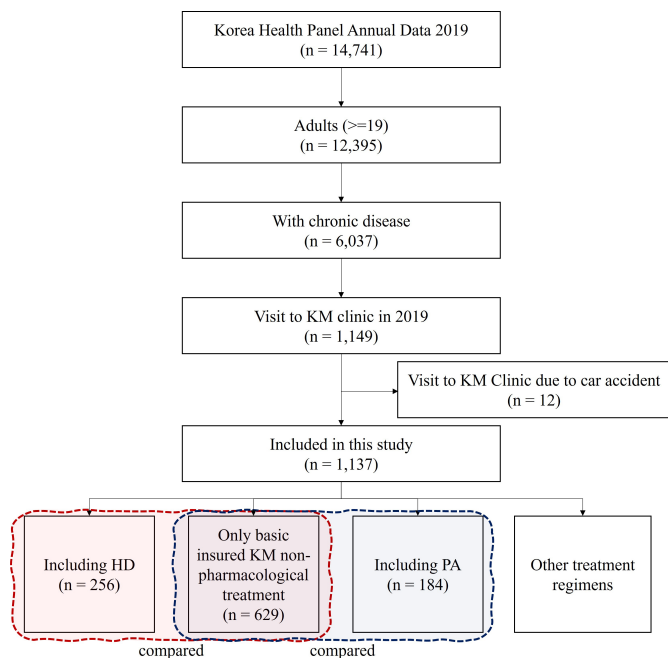 Korea Health Panel Annual Data 2019
(n = 14,741)
Adults (>=19)
(n = 12,395)
With chronic disease
(n = 6,037)
Visit to KM clinic in 2019
(n = 1,149)
Visit to KM Clinic due to car accident
(n = 12)
Included in this study
(n = 1,137)
Including HD
(n = 256)
Only basic
insured KM non-
pharmacological
treatment
(n = 629)
Including PA
(n = 184)
Other treatment
regimens
compared
compared